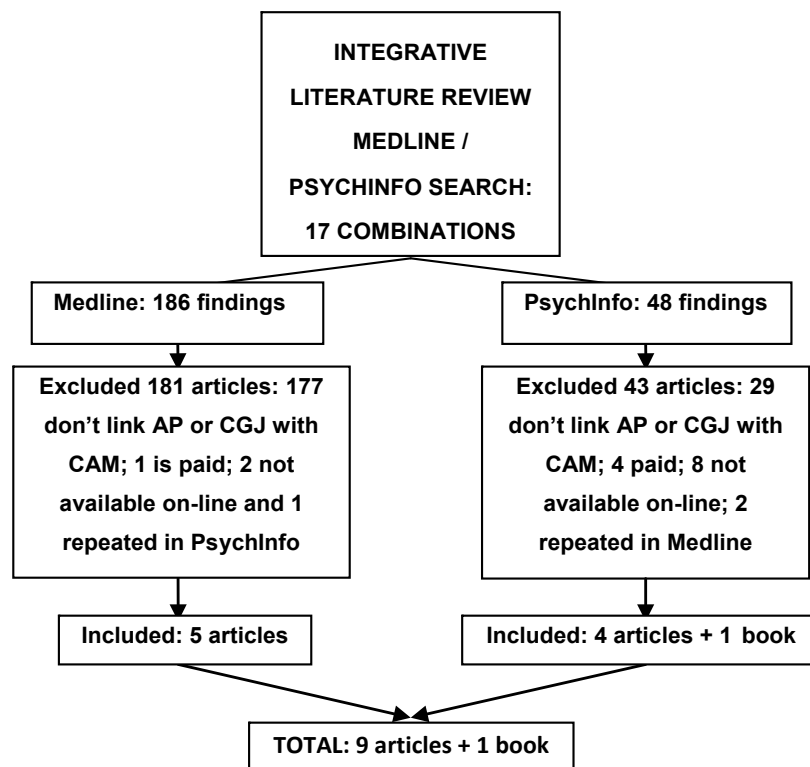 INTEGRATIVE
LITERATURE REVIEW
MEDLINE /
PSYCHINFO SEARCH:
17 COMBINATIONS
Medline: 186 findings
PsychInfo: 48 findings
Excluded 181 articles: 177
don’t link AP or CGJ with
CAM; 1 is paid; 2 not
available on-line and 1
repeated in PsychInfo
Excluded 43 articles: 29
don’t link AP or CGJ with
CAM; 4 paid; 8 not
available on-line; 2
repeated in Medline
Included: 5 articles
Included: 4 articles + 1 book
TOTAL: 9 articles + 1 book